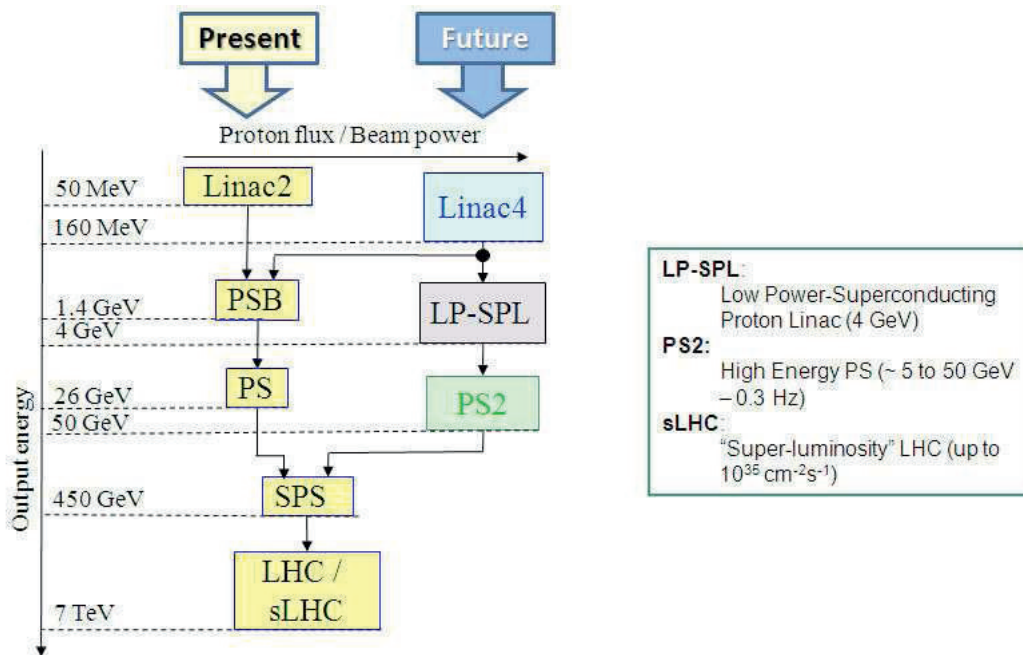 Present
Future
Proton flux / Beam power
50 MeV
Linac2
160 MeV
Linac4
1.4 GeV
PSB
4 GeV
LP-SPL
26 GeV
PS
50 GeV
PS2
450 GeV
SPS
7 TeV
LHC /
sLHC
Output energy
LP-SPL:
Low Power-Superconducting
Proton Linac (4 GeV)
PS2:
High Energy PS (~ 5 to 50 GeV
– 0.3 Hz)
sLHC:
“Super-luminosity” LHC (up to
10³⁵ cm⁻²s⁻¹)